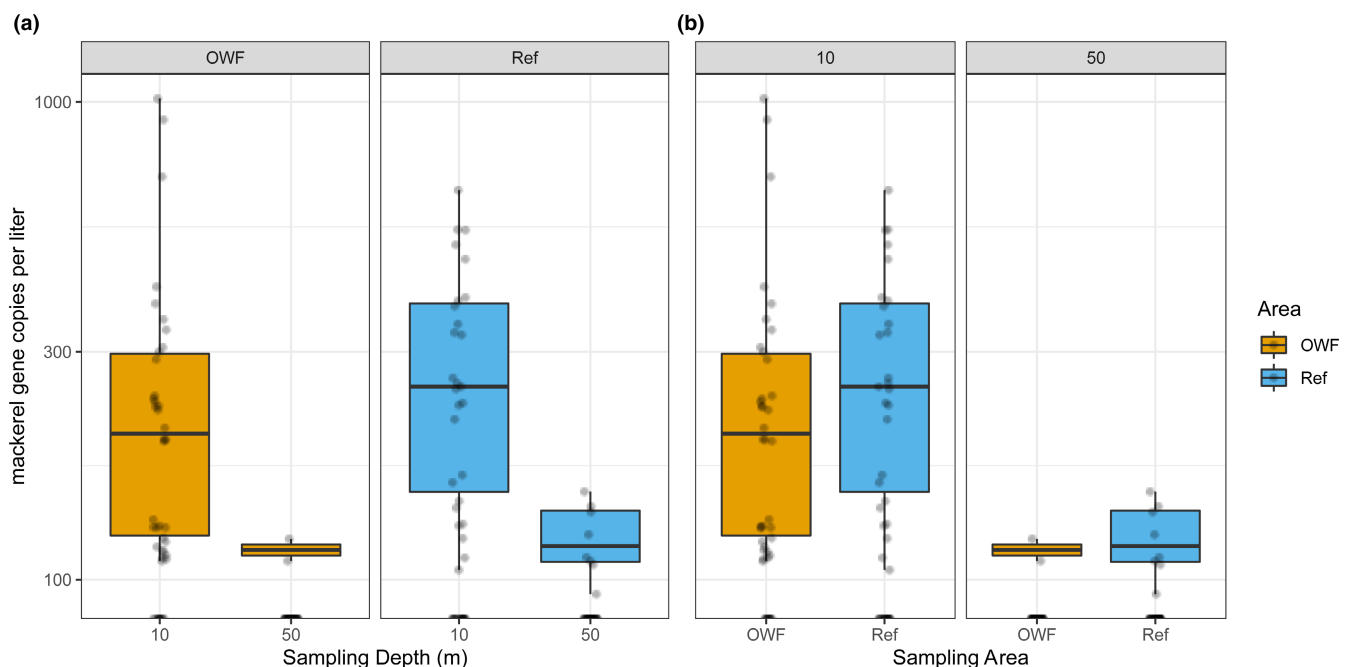 (a)
(b)
OWF
Ref
10
50
1000
300
100
mackerel gene copies per liter
10
50
10
50
OWF
Ref
OWF
Ref
Sampling Depth (m)
Sampling Area
Area
OWF
Ref